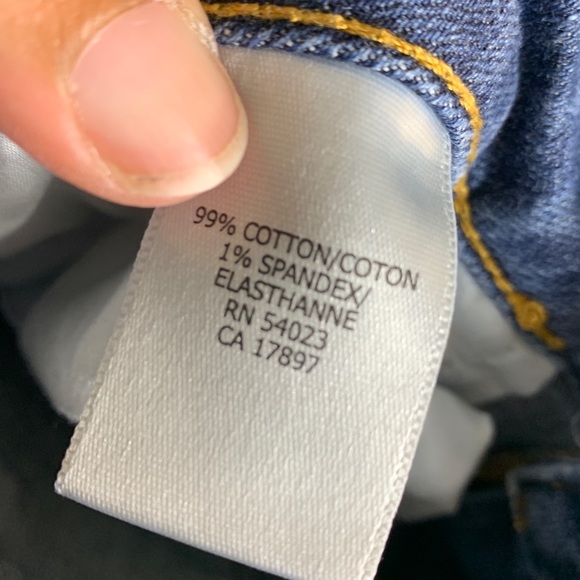 99% COTTON/COTON
1% SPANDEX/
ELASTHANNE
RN 54023
CA 17897